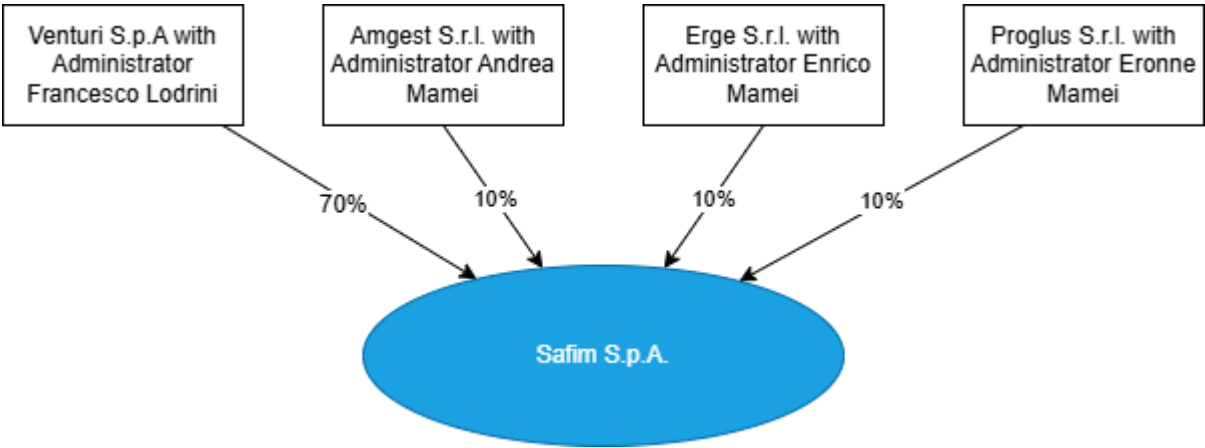 Venturi S.p.A with
Administrator
Francesco Lodrini
Amgest S.r.l. with
Administrator Andrea
Mamei
Erge S.r.l. with
Administrator Enrico
Mamei
Proglus S.r.l. with
Administrator Eronne
Mamei
70%
10%
10%
10%
Safim S.p.A.